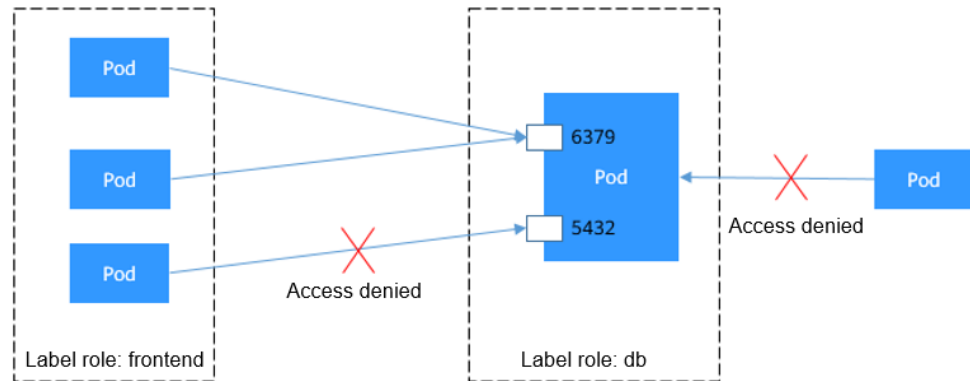 Pod
Pod
Pod
Access denied
Label role: frontend
6379
Pod
5432
Label role: db
Access denied
Pod